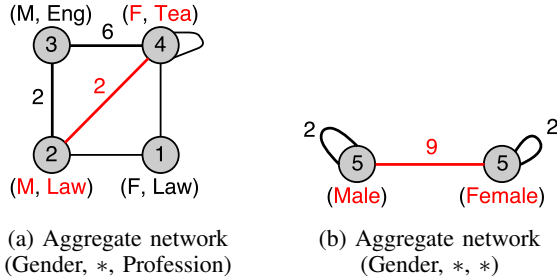 (M, Eng)
(F, Tea)
6
3
4
2
2
2
1
(M, Law)
(F, Law)
2
5
9
5
2
(Male)
(Female)
(a) Aggregate network
(Gender, *, Profession)
(b) Aggregate network
(Gender, *, *)